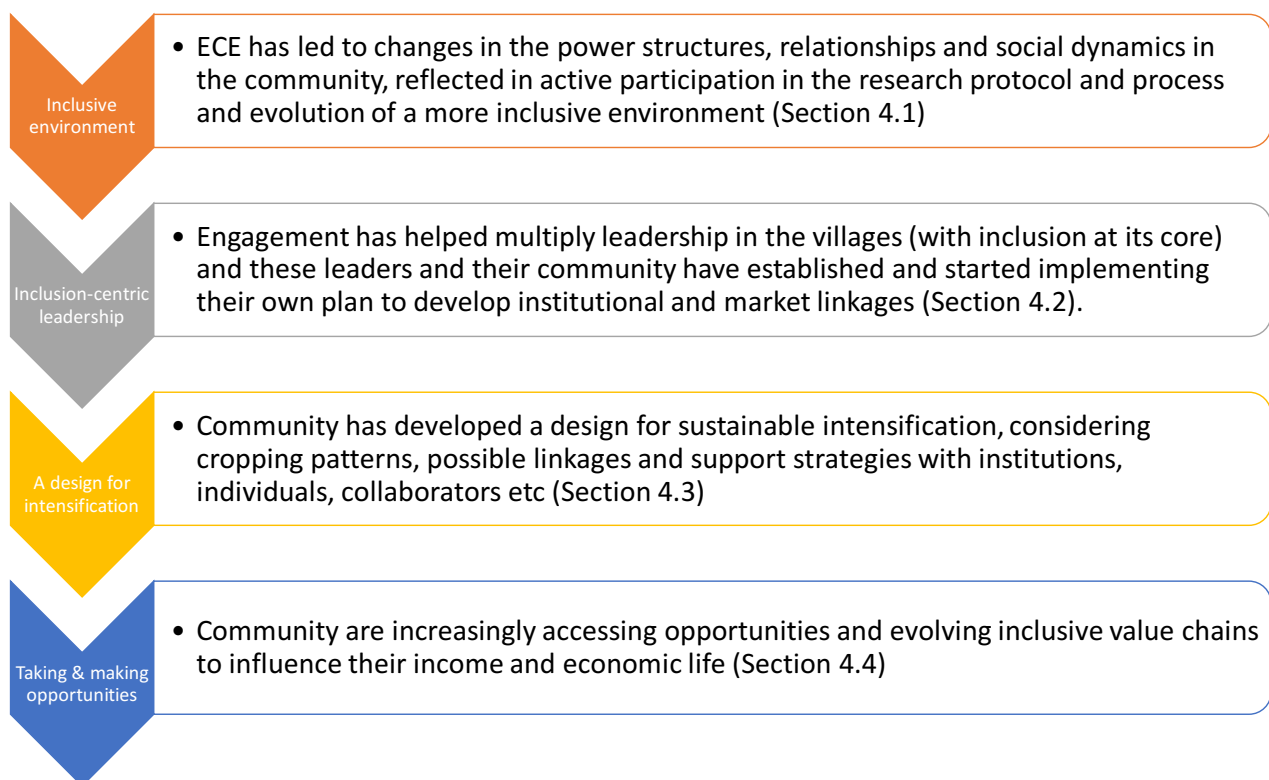 Inclusive
environment
• ECE has led to changes in the power structures, relationships and social dynamics in
the community, reflected in active participation in the research protocol and process
and evolution of a more inclusive environment (Section 4.1)
Inclusion-centric
leadership
• Engagement has helped multiply leadership in the villages (with inclusion at its core)
and these leaders and their community have established and started implementing
their own plan to develop institutional and market linkages (Section 4.2).
A design for
intensification
• Community has developed a design for sustainable intensification, considering
cropping patterns, possible linkages and support strategies with institutions,
individuals, collaborators etc (Section 4.3)
Taking & making
opportunities
• Community are increasingly accessing opportunities and evolving inclusive value chains
to influence their income and economic life (Section 4.4)